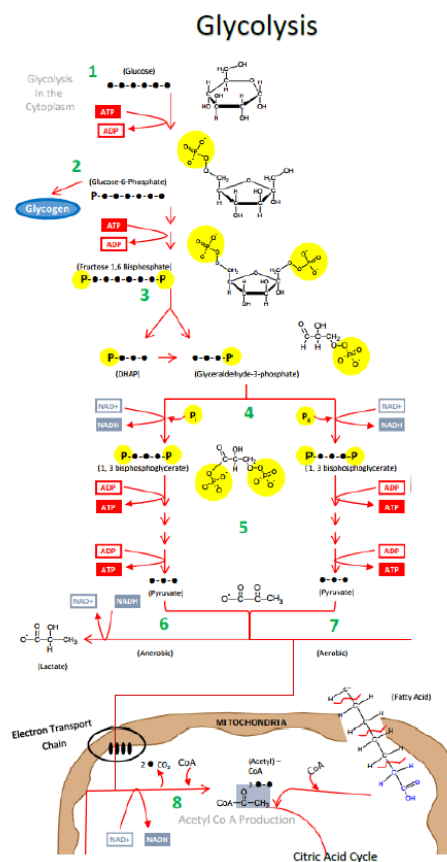 Glycolysis
1
Glycolysis
In the
Cytoplasm
(Glucose)
ATP
ADP
2
(Glucose-6-Phosphate)
P
Glycogen
ATP
ADP
(Fructose 1,6 Bisphosphate)
P P
3
P
(DHAP)
P
(Glyceraldehyde-3-phosphate)
4
NAD+
NADH
P
NAD+
NADH
P P
(1, 3 bisphosphoglycerate)
P P
(1, 3 bisphosphoglycerate)
ADP
ATP
ADP
ATP
5
ADP
ATP
ADP
ATP
(Pyruvate)
(Pyruvate)
6
7
NAD+
NADH
(Lactate)
(Anerobic)
(Aerobic)
Electron Transport
Chain
MITOCHONDRIA
(Fatty Acid)
2 CO₂
CoA
(Acetyl) –
CoA
2
CoA
8
Acetyl Co A Production
NAD+
NADH
Citric Acid Cycle